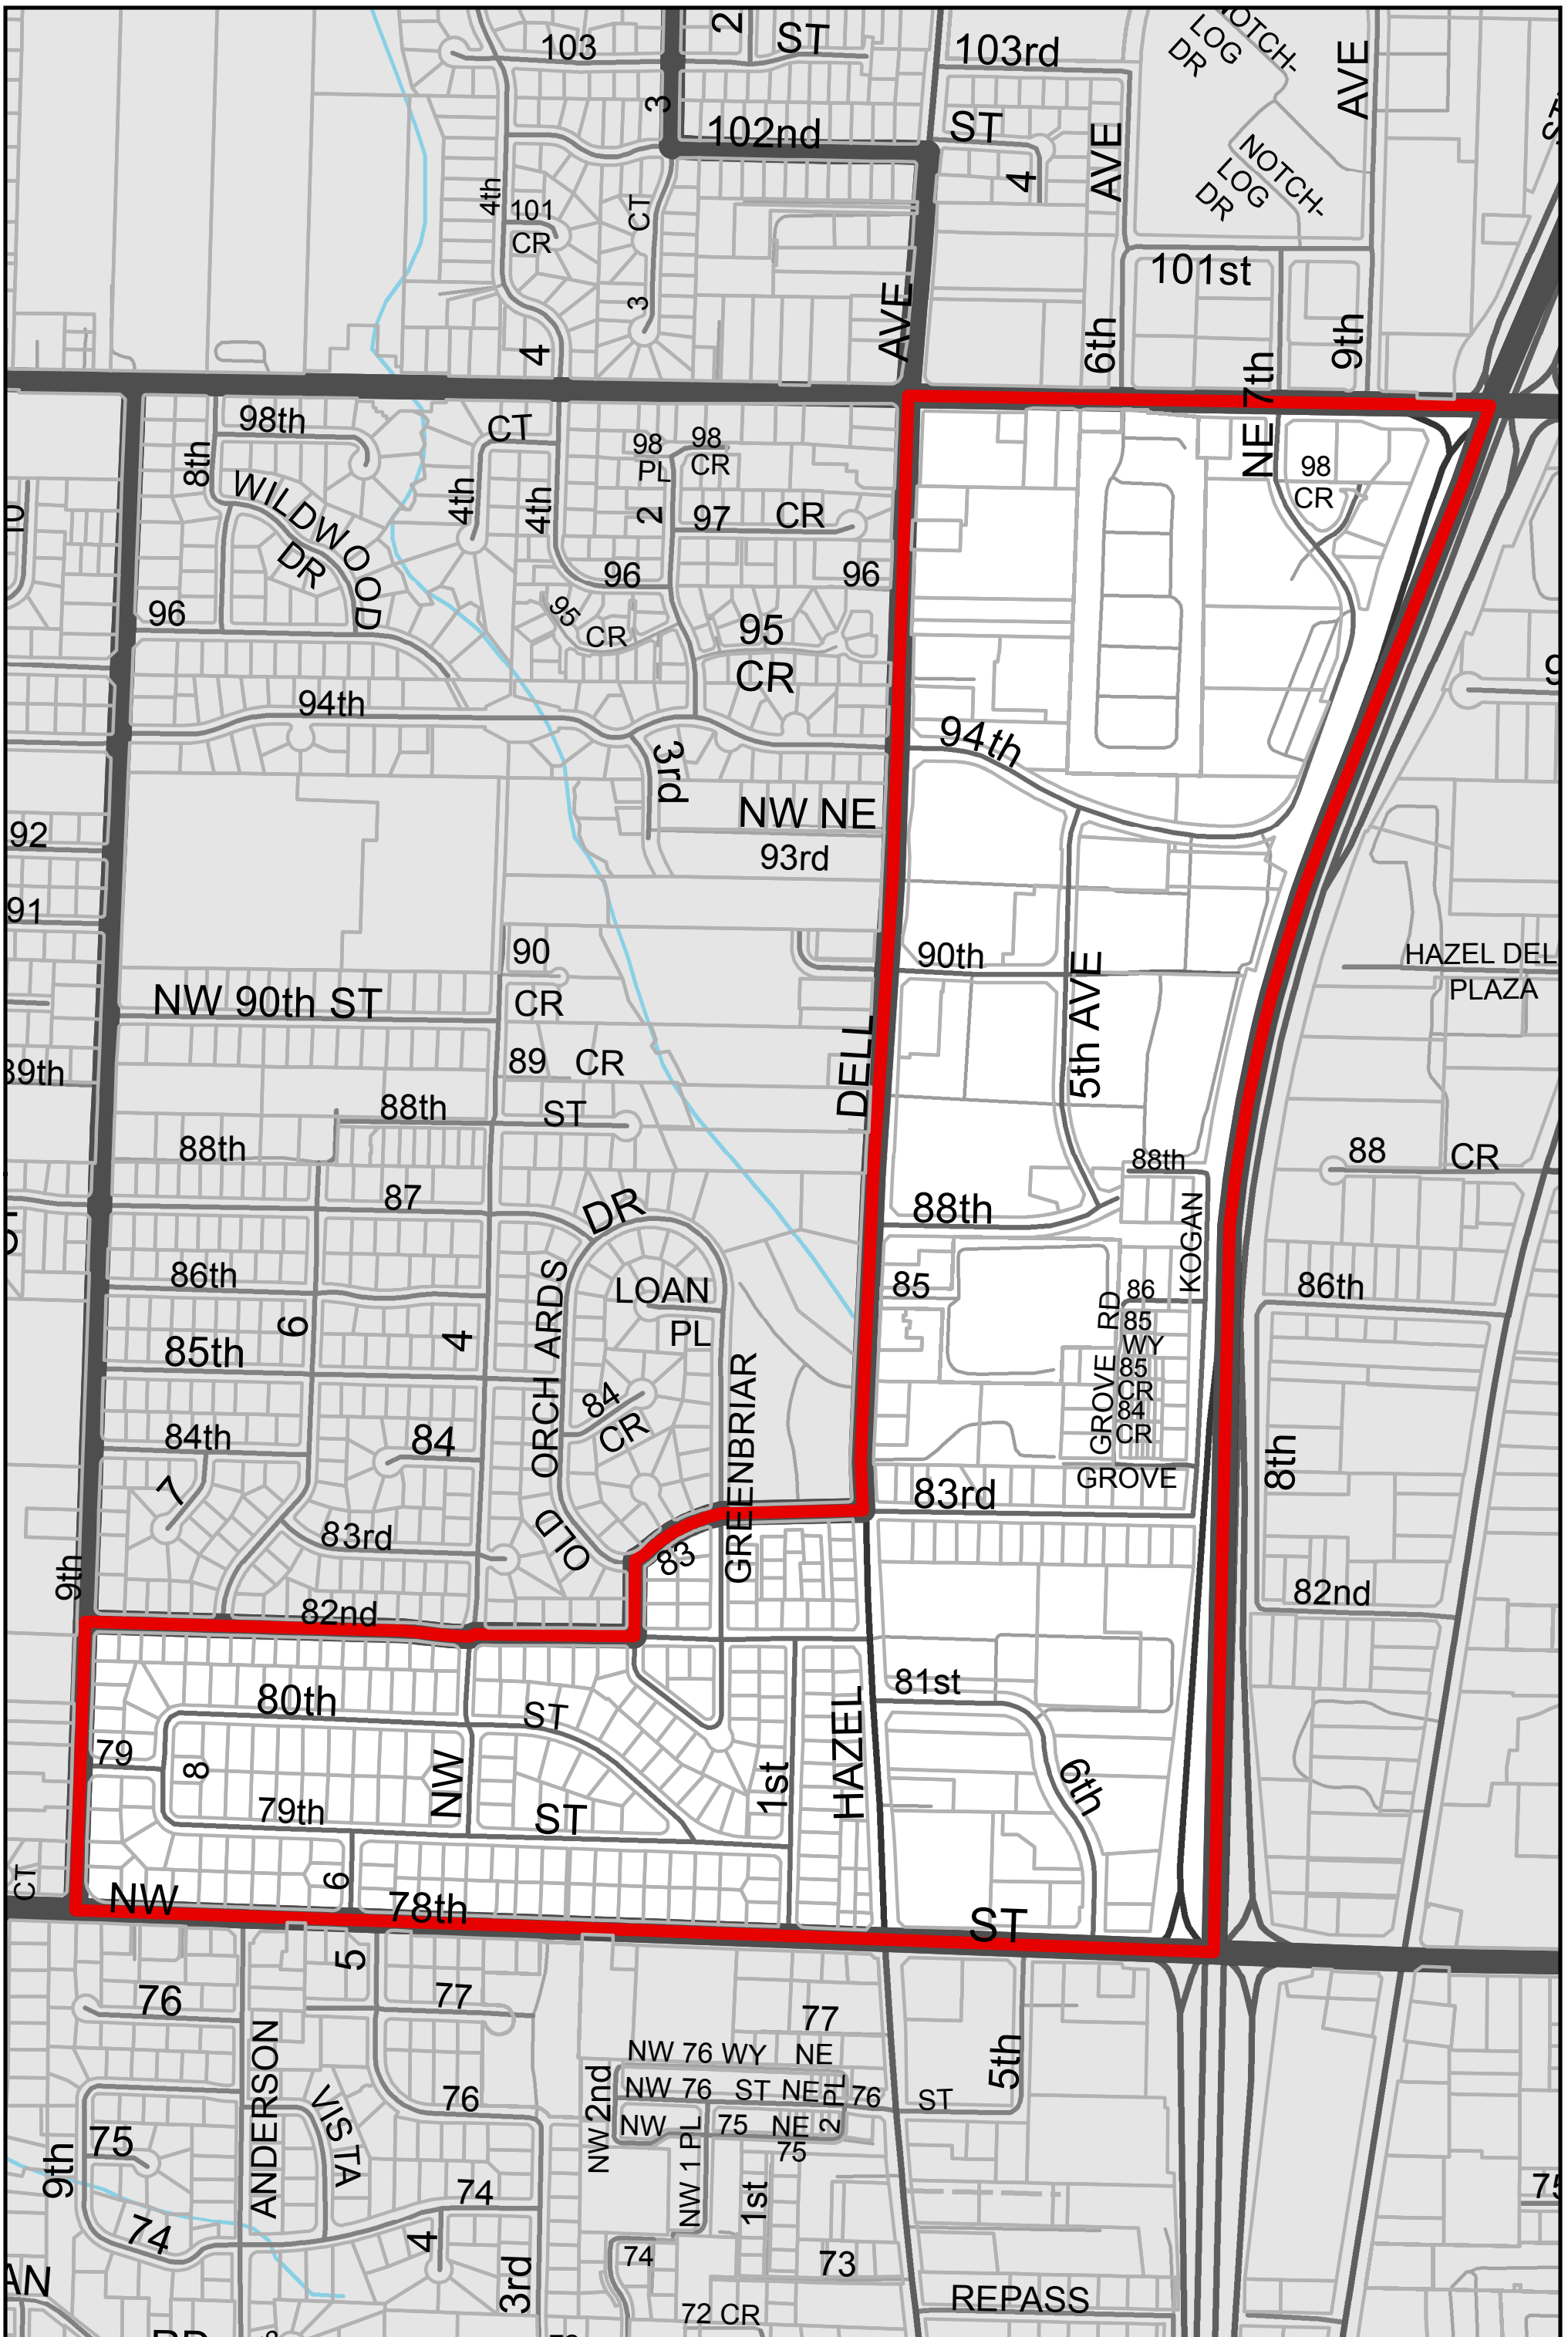 103
2
ST
103rd
NOTCH-
LOG
DR
AVE
3
102nd
ST
4
AVE
NOTCH-
LOG
DR
4th
101
CR
CT
3
4
AVE
6th
101st
7th
9th
98th
8th
CT
98
PL
98
CR
NE
98
CR
WILDWOOD
DR
4th
4th
2
97
CR
96
96
96
95
CR
95
CR
94th
3rd
94th
NW NE
93rd
92
91
90
CR
90th
5th AVE
HAZEL DEL
PLAZA
NW 90th ST
89
CR
39th
DELL
88th
ST
88th
88th
88
CR
87
DR
88th
KOGAN
86th
LOAN
PL
85
86
86th
6
4
85th
ORCH ARDS
RD
85
WY
85
CR
84
CR
GROVE
84
CR
GREENBRIAR
84th
84
7
8th
GROVE
83rd
83rd
OLD
83
9th
82nd
82nd
80th
ST
HAZEL
81st
79
8
NW
1st
6th
79th
ST
6
CT
NW
78th
ST
5
76
77
77
ANDERSON
NW 76 WY NE
5th
VIS TA
76
NW 2nd
NW 76 ST NE
2 PL
76
ST
NW
75
NE
75
9th
75
NW 1 PL
1st
74
74
4
3rd
74
73
75
AN
72 CR
REPASS